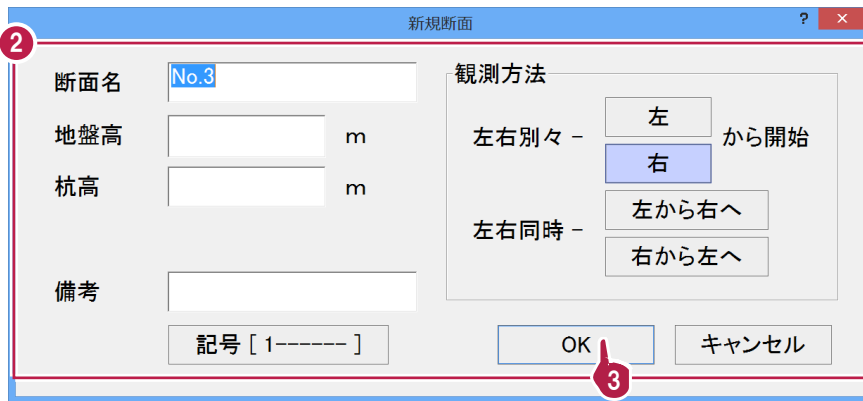 新規断面
? ×
2
断面名 No.3
地盤高 m
杭高 m
備考
記号 [ 1------ ]
観測方法
左右別々 − 左 から開始
右
左右同時 − 左から右へ
右から左へ
OK キャンセル
3